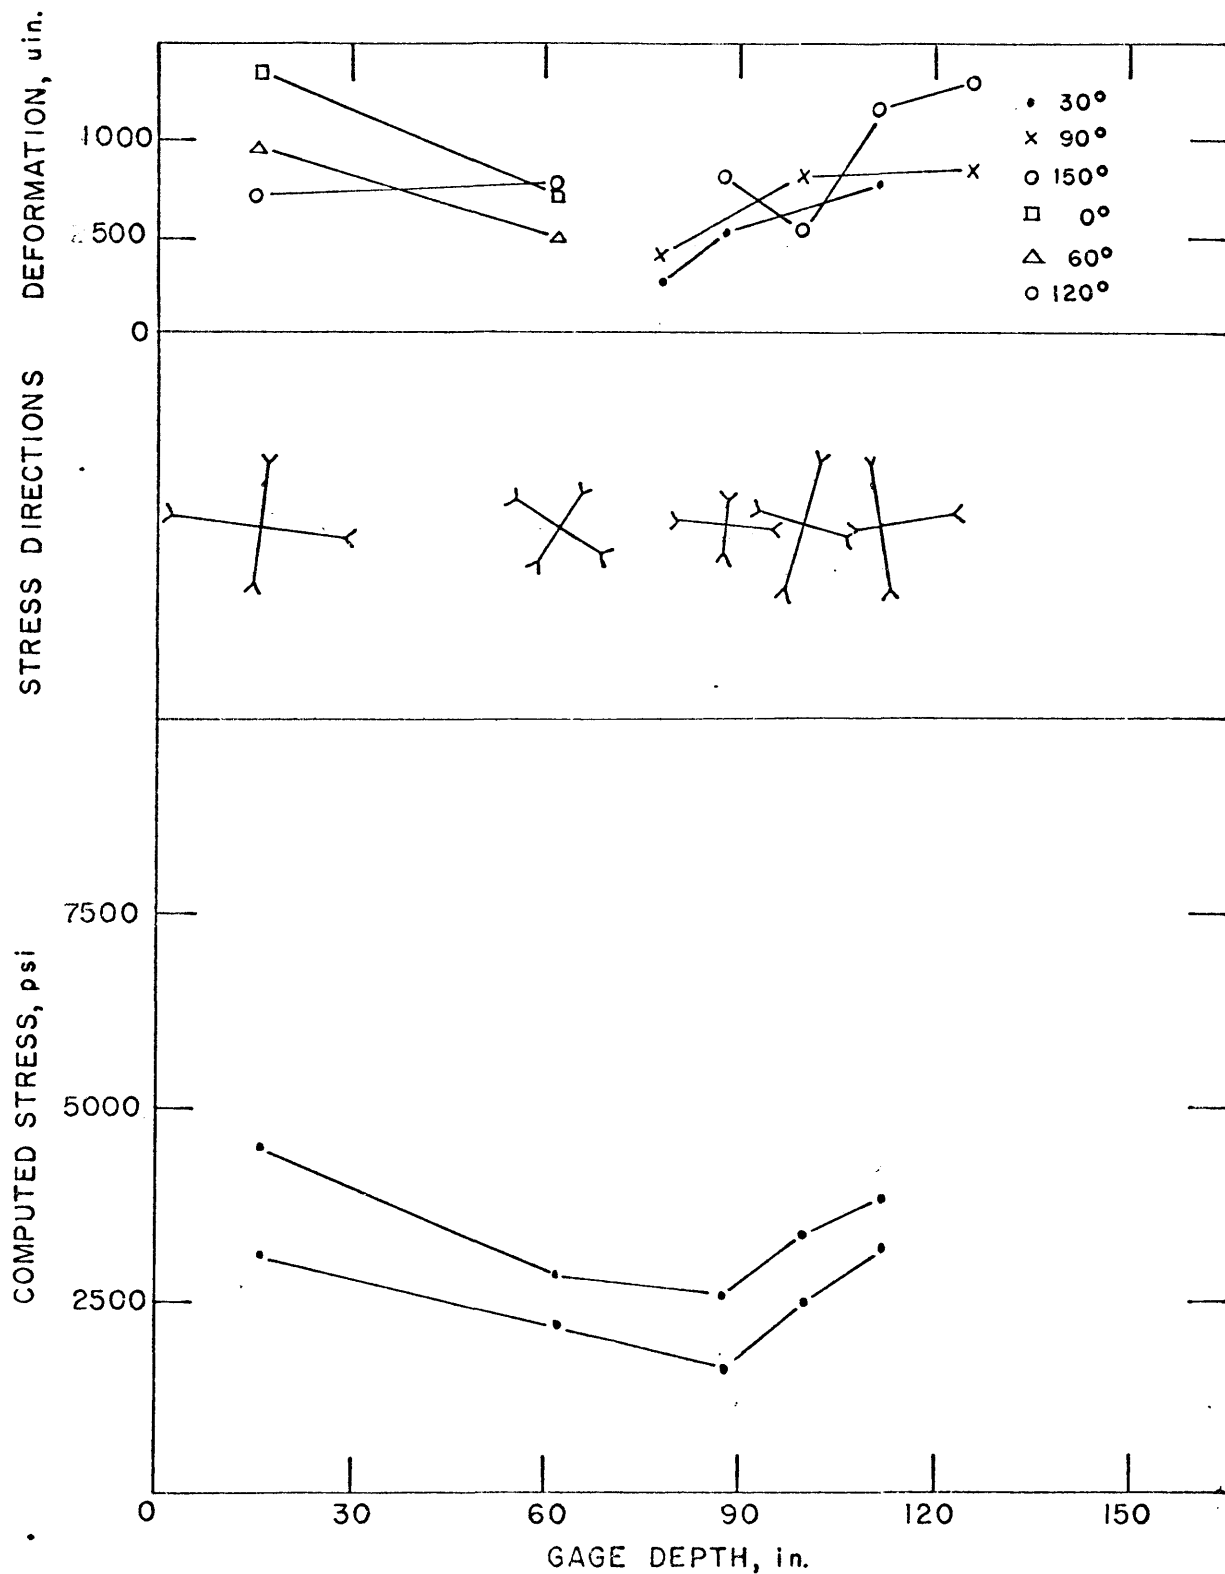 DEFORMATION, uin.
1000
500
0
• 30°
x 90°
o 150°
□ 0°
△ 60°
o 120°
STRESS DIRECTIONS
COMPUTED STRESS, psi
7500
5000
2500
0 30 60 90 120 150
GAGE DEPTH, in.